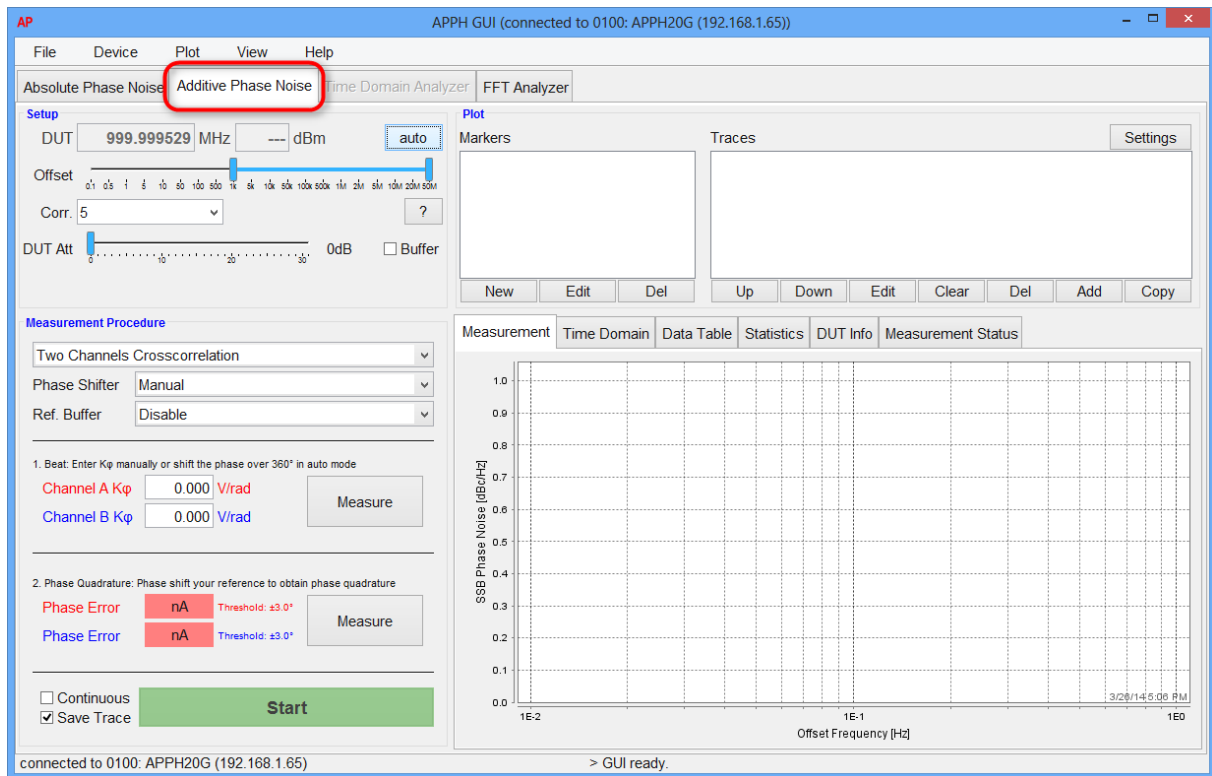 AP APPH GUI (connected to 0100: APPH20G (192.168.1.65))
File Device Plot View Help
Absolute Phase Noise Additive Phase Noise Time Domain Analyzer FFT Analyzer
Setup
DUT 999.999529 MHz --- dBm auto
Offset
0.1 0.5 1 5 10 50 100 500 1k 5k 10k 50k 100k 500k 1M 2M 5M 10M 20M 50M
Corr. 5 ?
DUT Att 0dB Buffer
0 10 20 30
Plot
Markers Traces Settings
New Edit Del Up Down Edit Clear Del Add Copy
Measurement Procedure
Two Channels Crosscorrelation
Phase Shifter Manual
Ref. Buffer Disable
1. Beat: Enter Kφ manually or shift the phase over 360° in auto mode
Channel A Kφ 0.000 V/rad
Measure
Channel B Kφ 0.000 V/rad
2. Phase Quadrature: Phase shift your reference to obtain phase quadrature
Phase Error nA Threshold: ±3.0°
Measure
Phase Error nA Threshold: ±3.0°
Continuous
Save Trace
Start
Measurement Time Domain Data Table Statistics DUT Info Measurement Status
SSB Phase Noise [dBc/Hz]
1.0
0.9
0.8
0.7
0.6
0.5
0.4
0.3
0.2
0.1
0.0
3/26/14 5:06 PM
1E-2 1E-1 1E0
Offset Frequency [Hz]
connected to 0100: APPH20G (192.168.1.65) > GUI ready.